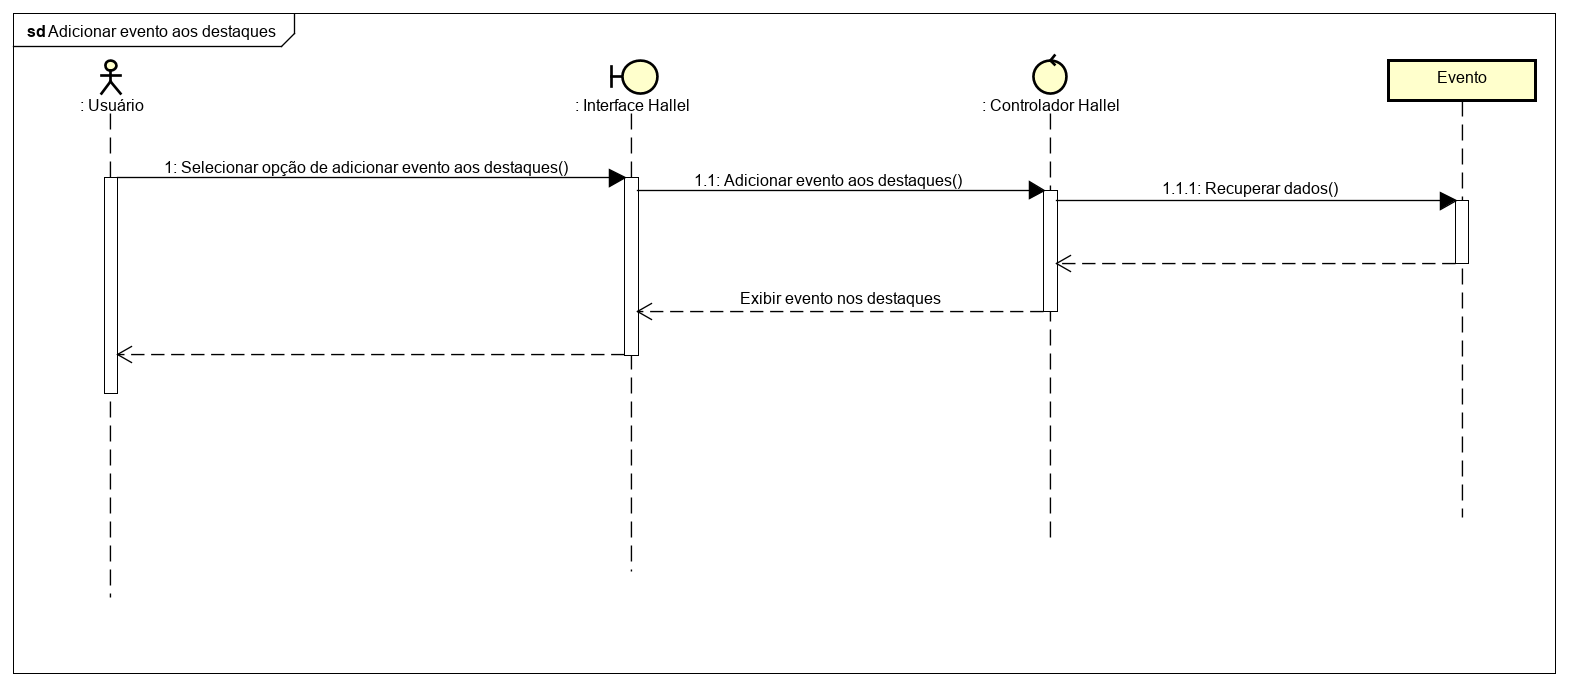 sd Adicionar evento aos destaques
: Usuário
: Interface Hallel
: Controlador Hallel
Evento
1: Selecionar opção de adicionar evento aos destaques()
1.1: Adicionar evento aos destaques()
1.1.1: Recuperar dados()
Exibir evento nos destaques